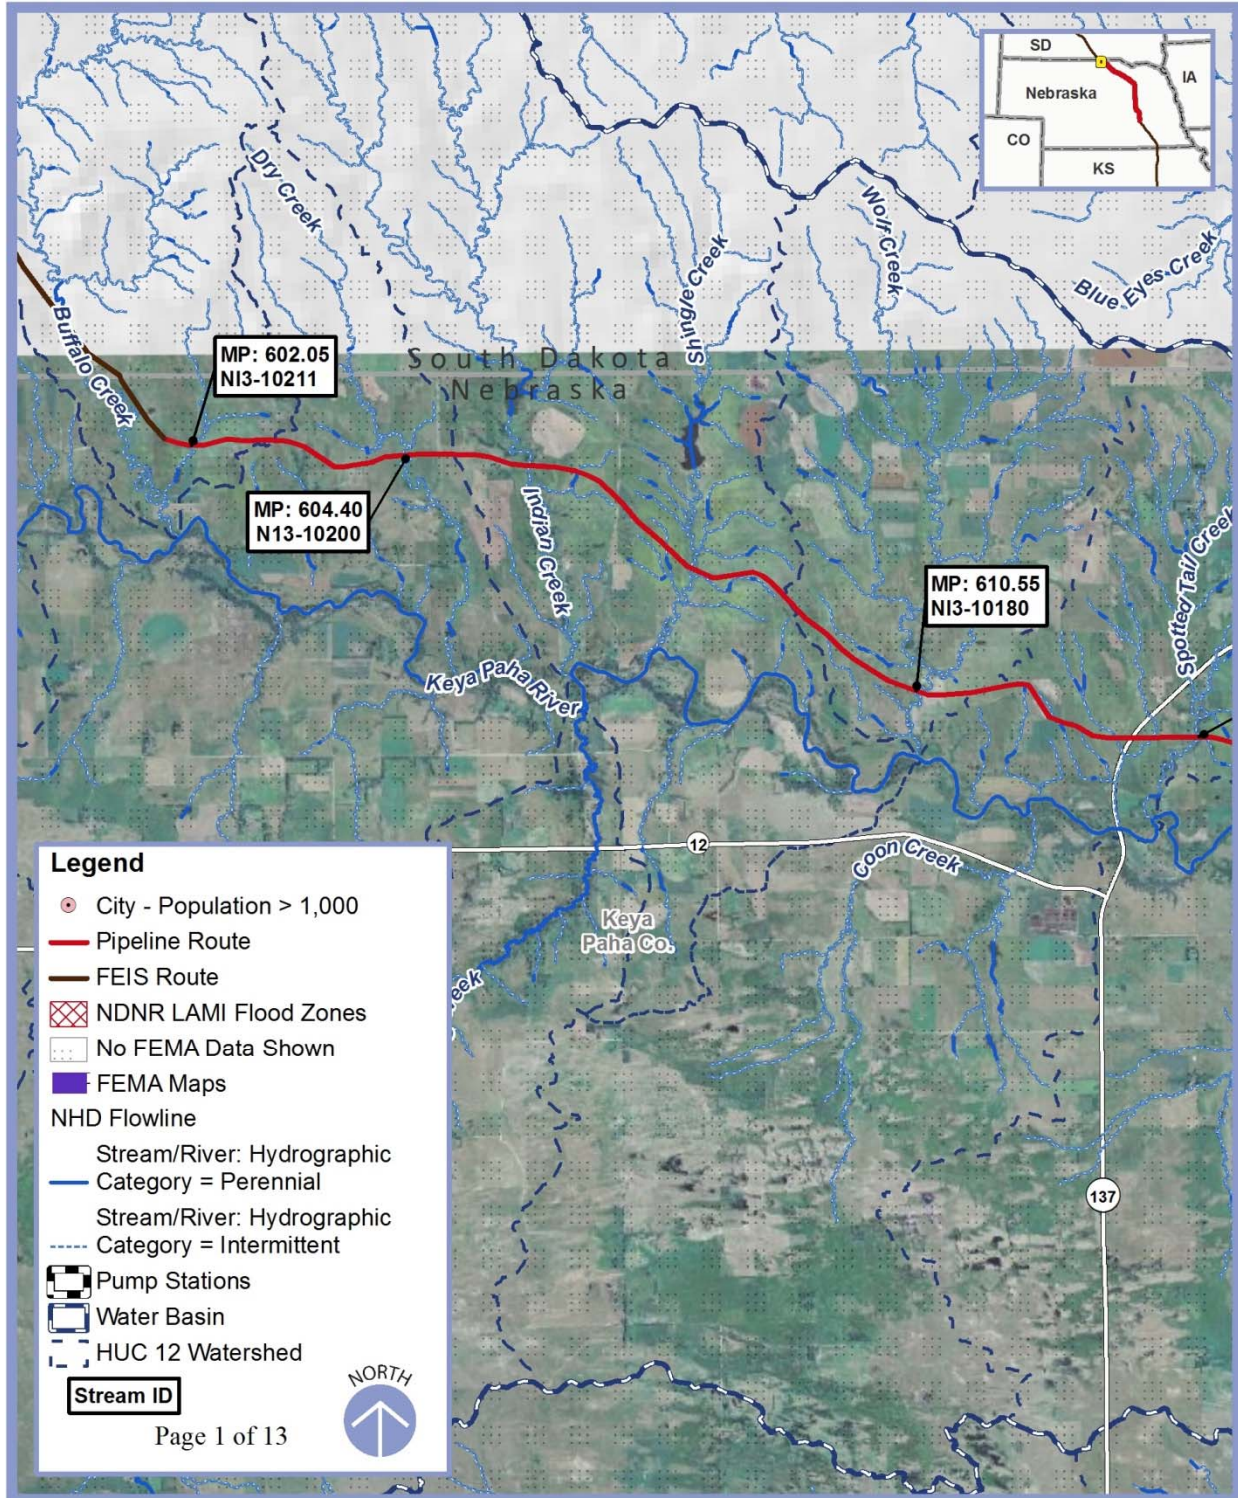 SD
IA
Nebraska
CO
KS
Dry Creek
Wolf Creek
Shingle Creek
Blue Eyes Creek
Buffalo Creek
MP: 602.05
NI3-10211
South Dakota
Nebraska
MP: 604.40
N13-10200
Indian Creek
MP: 610.55
NI3-10180
Spotted Tail Creek
Keya Paha River
12
Coon Creek
Keya
Paha Co.
137
Legend
City - Population > 1,000
Pipeline Route
FEIS Route
NDNR LAMI Flood Zones
No FEMA Data Shown
FEMA Maps
NHD Flowline
Stream/River: Hydrographic
Category = Perennial
Stream/River: Hydrographic
Category = Intermittent
Pump Stations
Water Basin
HUC 12 Watershed
Stream ID
NORTH
Page 1 of 13